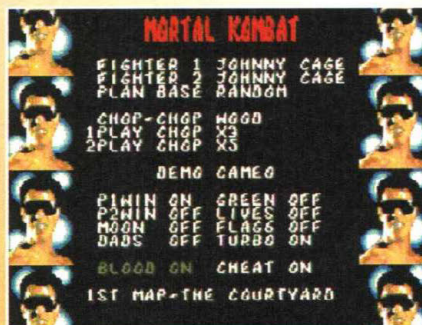 MORTAL KOMBAT
FIGHTER 1 JOHNNY CAGE
FIGHTER 2 JOHNNY CAGE
PLAN BASE RANDOM
CHOP-CHOP WOOD
1PLAY CHOP X3
2PLAY CHOP X5
DEMO CAMEO
P1WIN ON GREEN OFF
P2WIN OFF LIVES OFF
MOON OFF FLAGS OFF
DADS OFF TURBO ON
BLOOD ON CHEAT ON
1ST MAP-THE COURTYARD